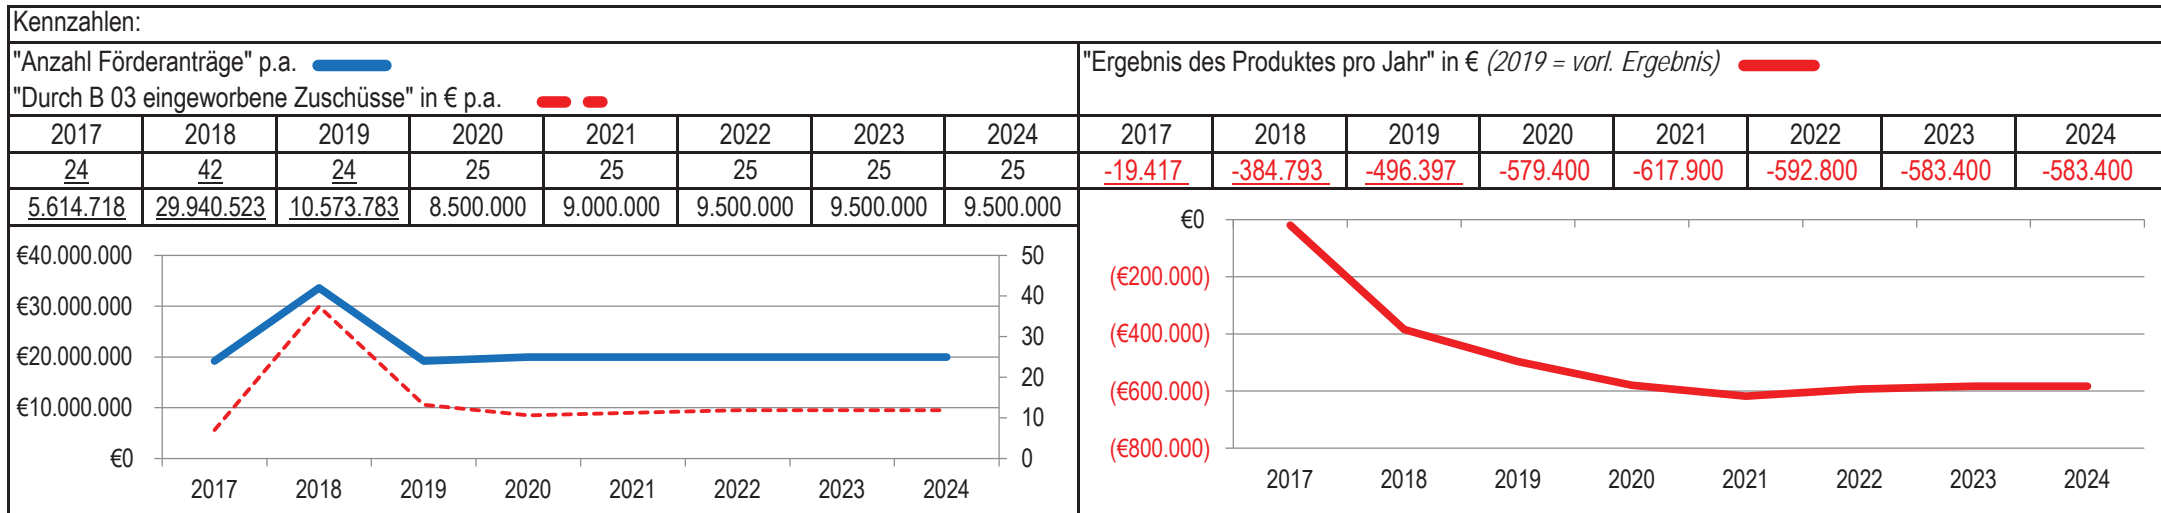 Kennzahlen:
"Anzahl Förderanträge" p.a.
"Durch B 03 eingeworbene Zuschüsse" in € p.a.
2017 2018 2019 2020 2021 2022 2023 2024
24 42 24 25 25 25 25 25
5.614.718 29.940.523 10.573.783 8.500.000 9.000.000 9.500.000 9.500.000 9.500.000
€40.000.000 50
€30.000.000 40
€20.000.000 30
€10.000.000 20
€0 10
0
2017 2018 2019 2020 2021 2022 2023 2024
"Ergebnis des Produktes pro Jahr" in € (2019 = vorl. Ergebnis)
2017 2018 2019 2020 2021 2022 2023 2024
-19.417 -384.793 -496.397 -579.400 -617.900 -592.800 -583.400 -583.400
€0
(€200.000)
(€400.000)
(€600.000)
(€800.000)
2017 2018 2019 2020 2021 2022 2023 2024